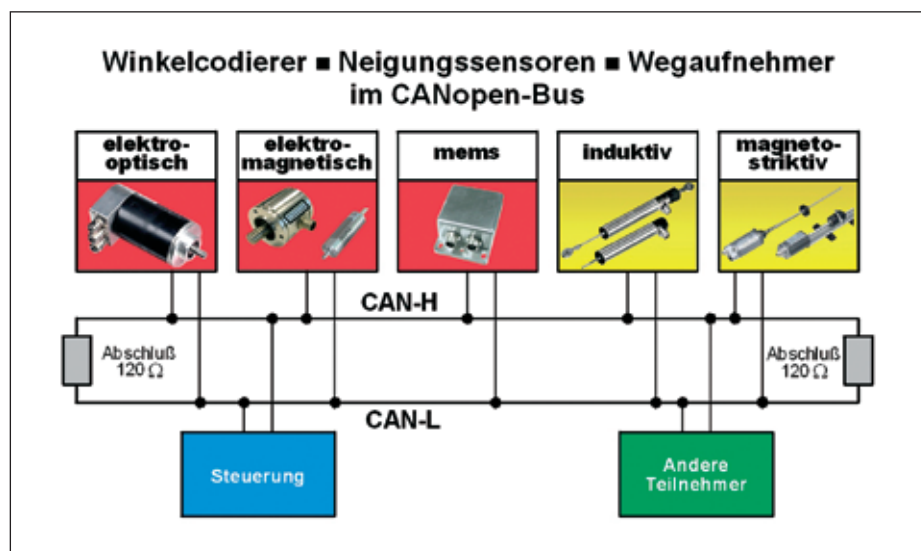 Winkelcodierer ■ Neigungssensoren ■ Wegaufnehmer
im CANopen-Bus
elektro-
optisch
elektro-
magnetisch
mems
induktiv
magneto-
striktiv
CAN-H
Abschluß
120 Ω
Abschluß
120 Ω
CAN-L
Steuerung
Andere
Teilnehmer